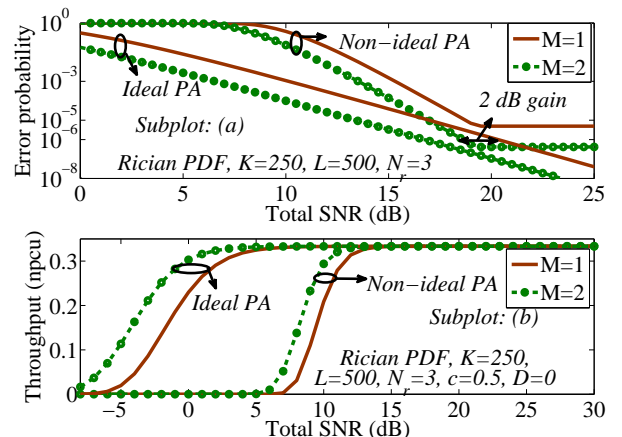 10^0
10^-3
10^-6
10^-8
Error probability
Non-ideal PA
Ideal PA
M=1
M=2
2 dB gain
Subplot: (a)
Rician PDF, K=250, L=500, N_r=3
0 5 10 15 20 25
Total SNR (dB)
0.3
0.2
0.1
0
Throughput (npcu)
M=1
M=2
Non-ideal PA
Ideal PA
Subplot: (b)
Rician PDF, K=250,
L=500, N_r=3, c=0.5, D=0
-5 0 5 10 15 20 25 30
Total SNR (dB)